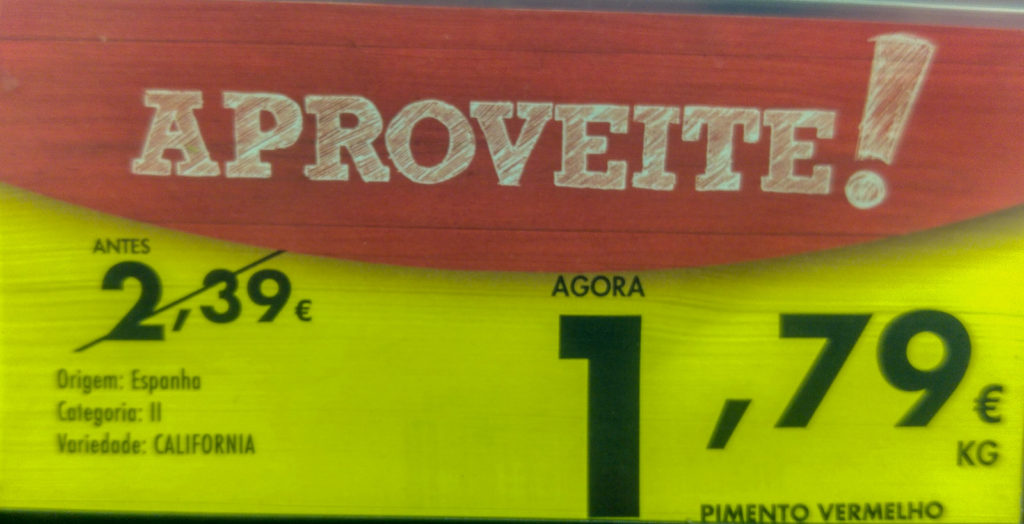 APROVEITE!
ANTES
2,39€
Origem: Espanha
Categoria: II
Variedade: CALIFORNIA
AGORA
1,79€
KG
PIMENTO VERMELHO